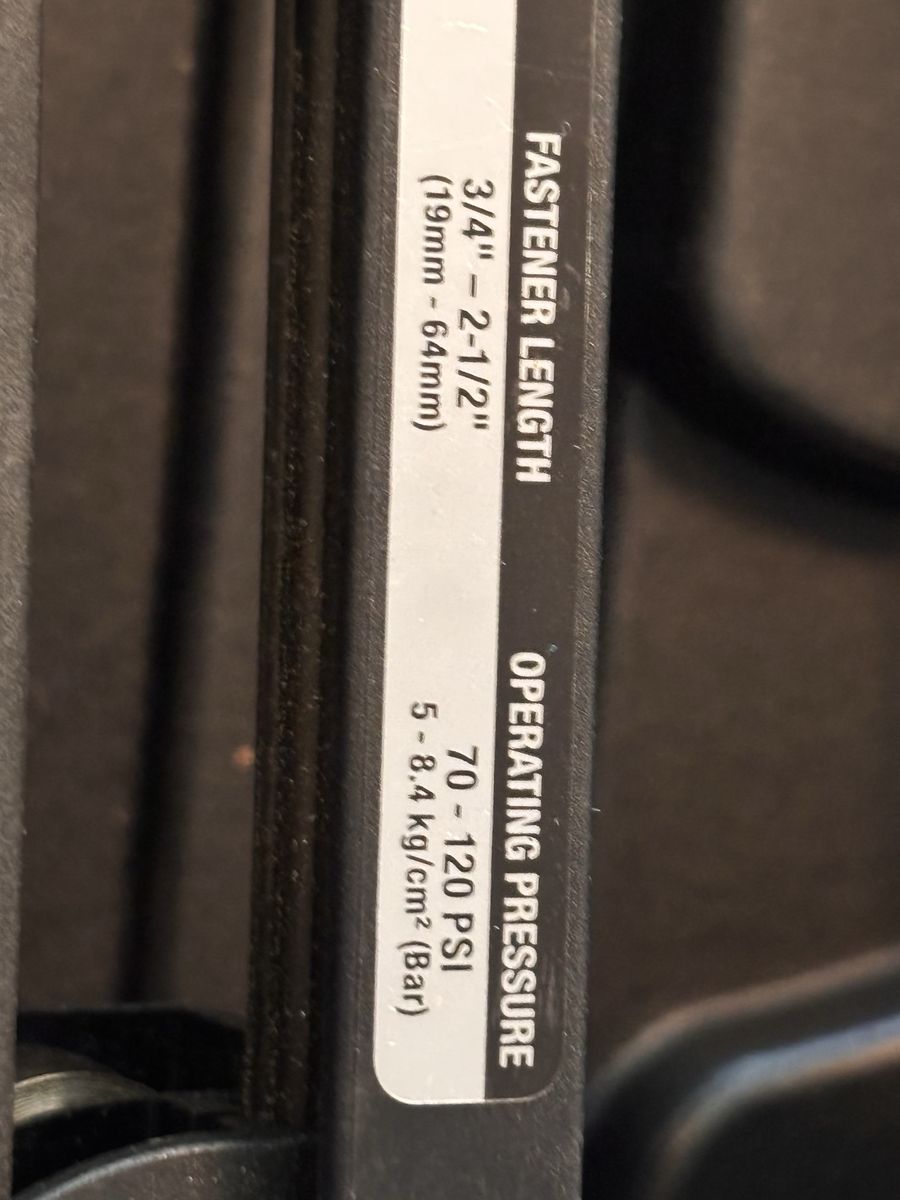 FASTENER LENGTH
3/4" – 2-1/2"
(19mm - 64mm)
OPERATING PRESSURE
70 - 120 PSI
5 - 8.4 kg/cm² (Bar)